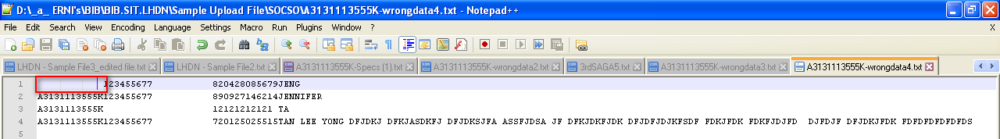 D:\_a_ ERNI's\BIB\BIB.SIT.LHDN\Sample Upload File\SOCSO\A3131113555K-wrongdata4.txt - Notepad++
File Edit Search View Encoding Language Settings Macro Run Plugins Window ? X
LHDN - Sample File3_edited file.txt LHDN - Sample File2.txt A3131113555K-Specs (1).txt A3131113555K-wrongdata2.txt 3rdSAGA5.txt A3131113555K-wrongdata3.txt A3131113555K-wrongdata4.txt
1 123455677 820428085679JENG
2 A3131113555K123455677 890927146214JENNIFER
3 A3131113555K 12121212121 TA
4 A3131113555K123455677 720125025515TAN LEE YONG DFJDKJ DFKJASDKFJ DFJDKSJFA ASSFJDSA JF DFKJDKFJDK DFJDFJDJKFSDF FDKJFDK FDKFJDJFD DJFDJF DFJDKJFDK FDFDFDFDFDFDS
5